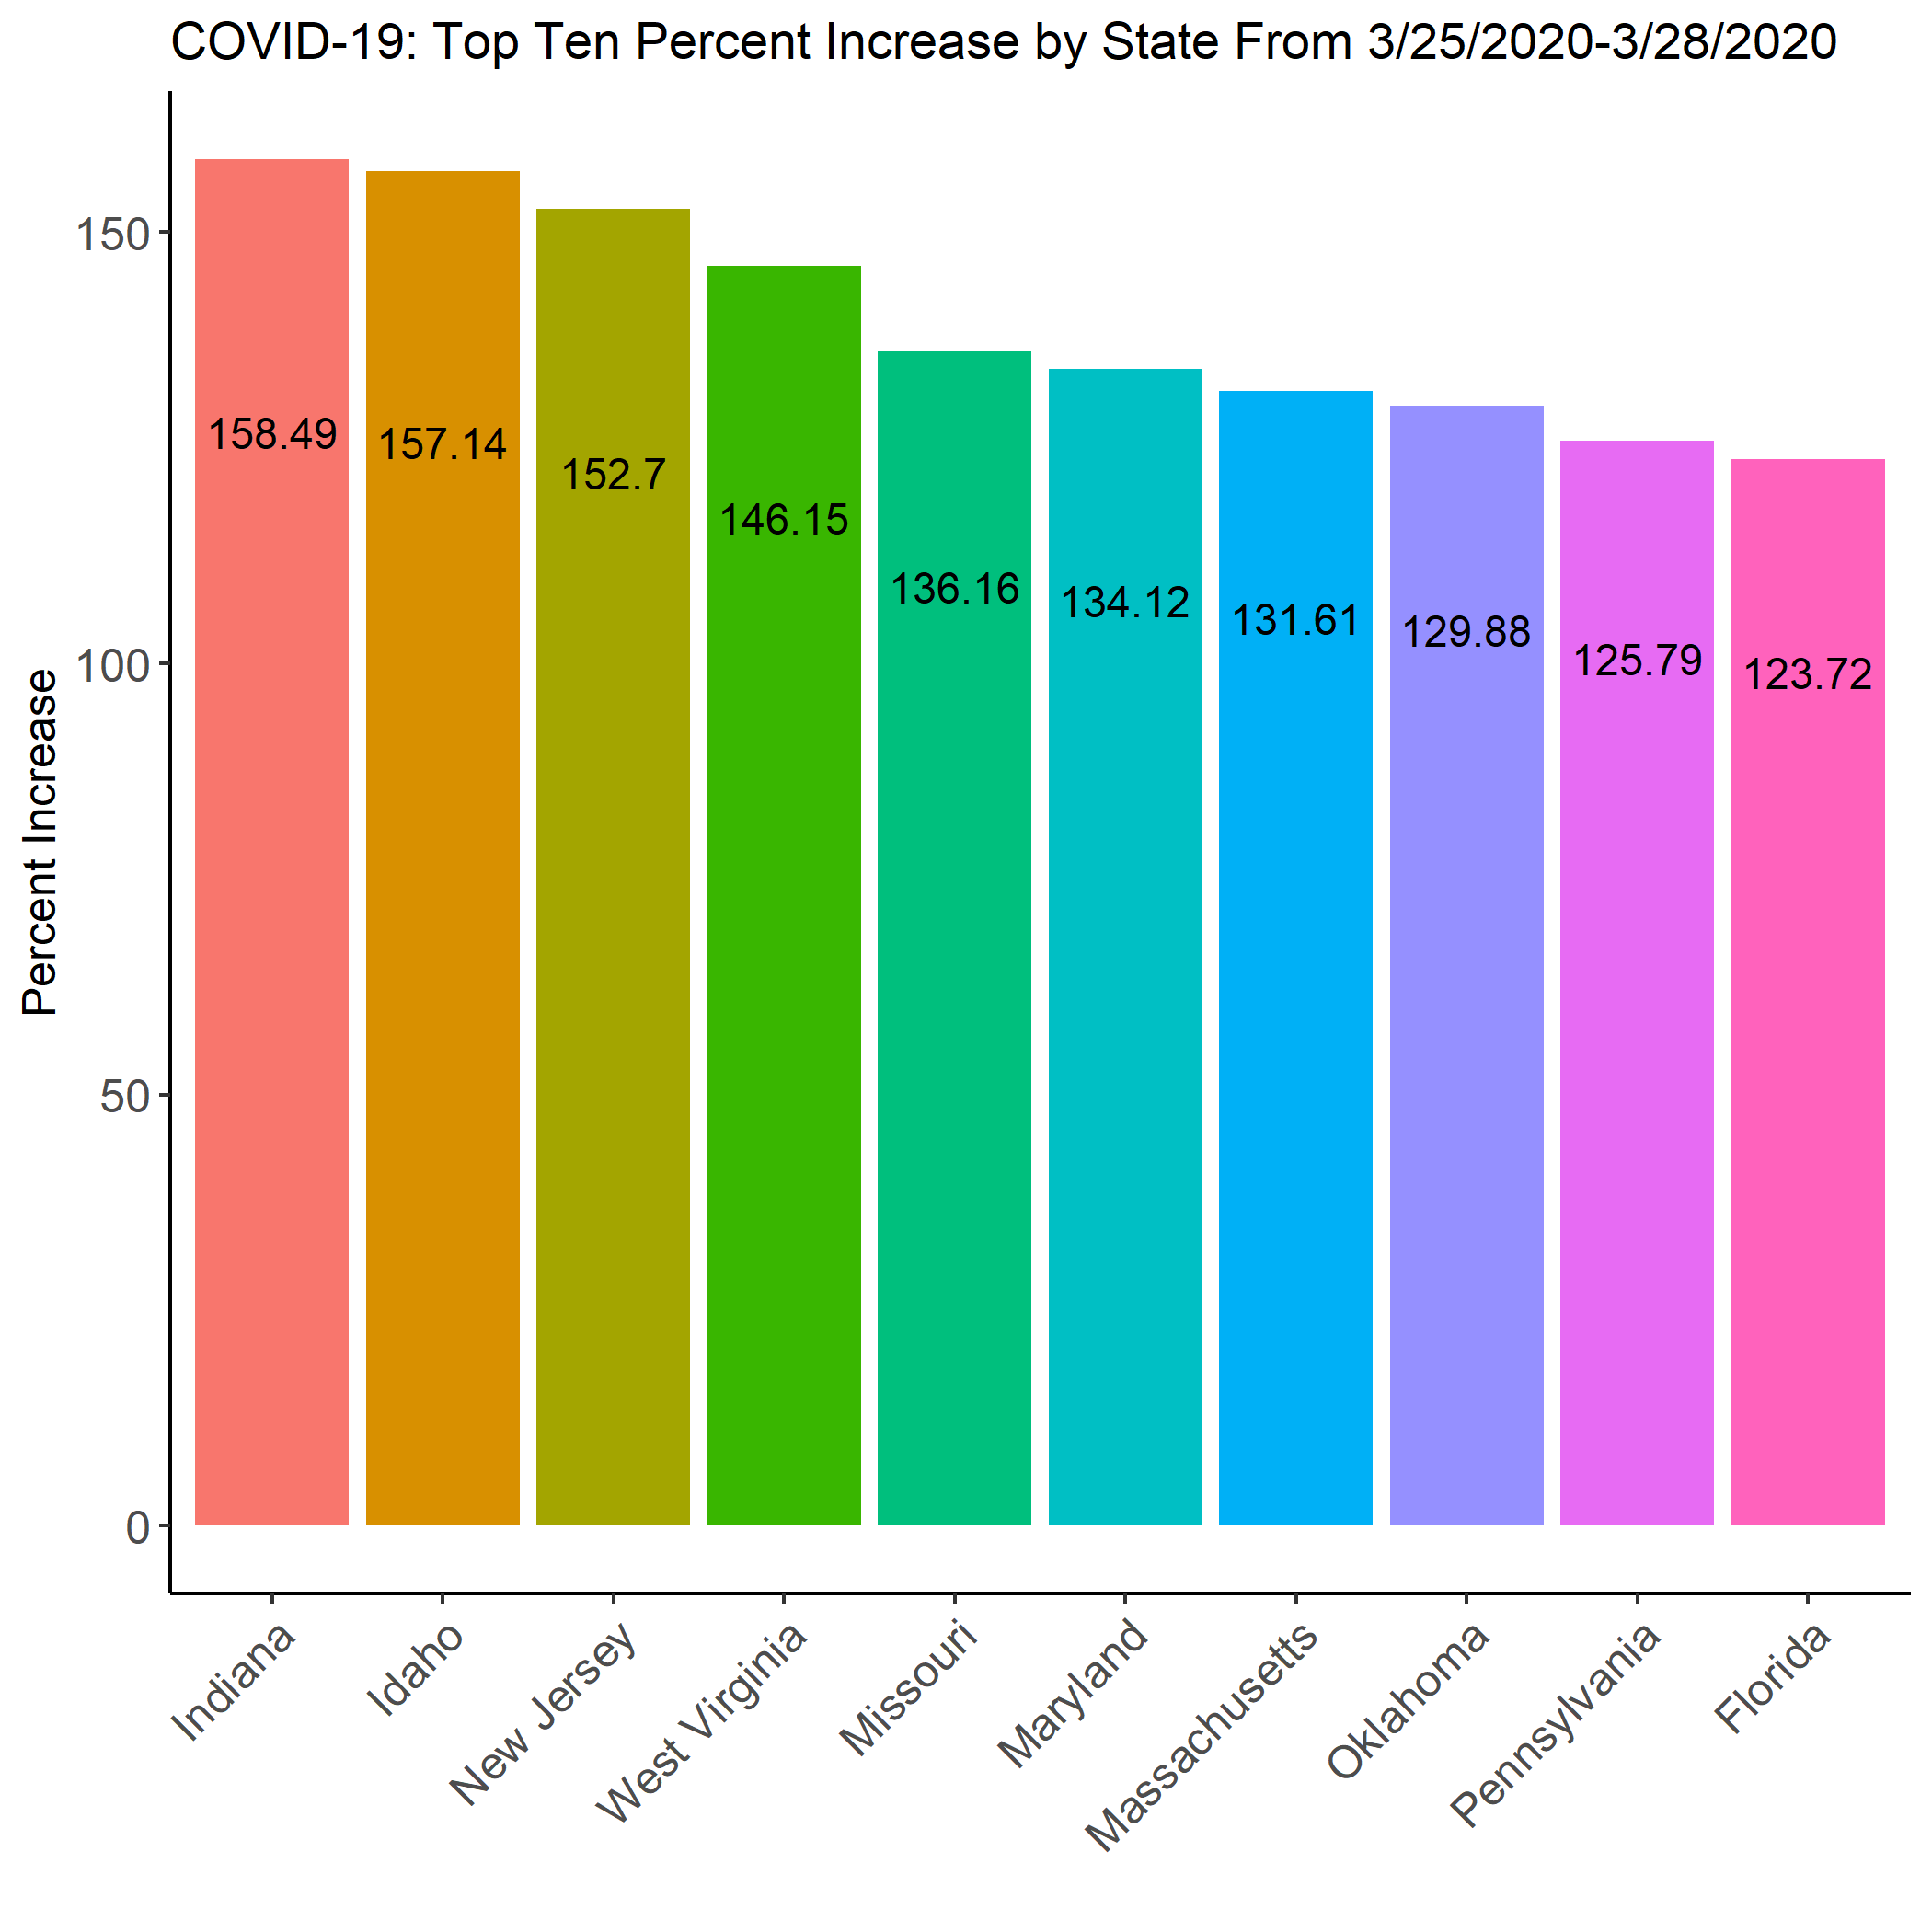 COVID-19: Top Ten Percent Increase by State From 3/25/2020-3/28/2020
Percent Increase
150
100
50
0
158.49
157.14
152.7
146.15
136.16
134.12
131.61
129.88
125.79
123.72
Indiana
Idaho
New Jersey
West Virginia
Missouri
Maryland
Massachusetts
Oklahoma
Pennsylvania
Florida